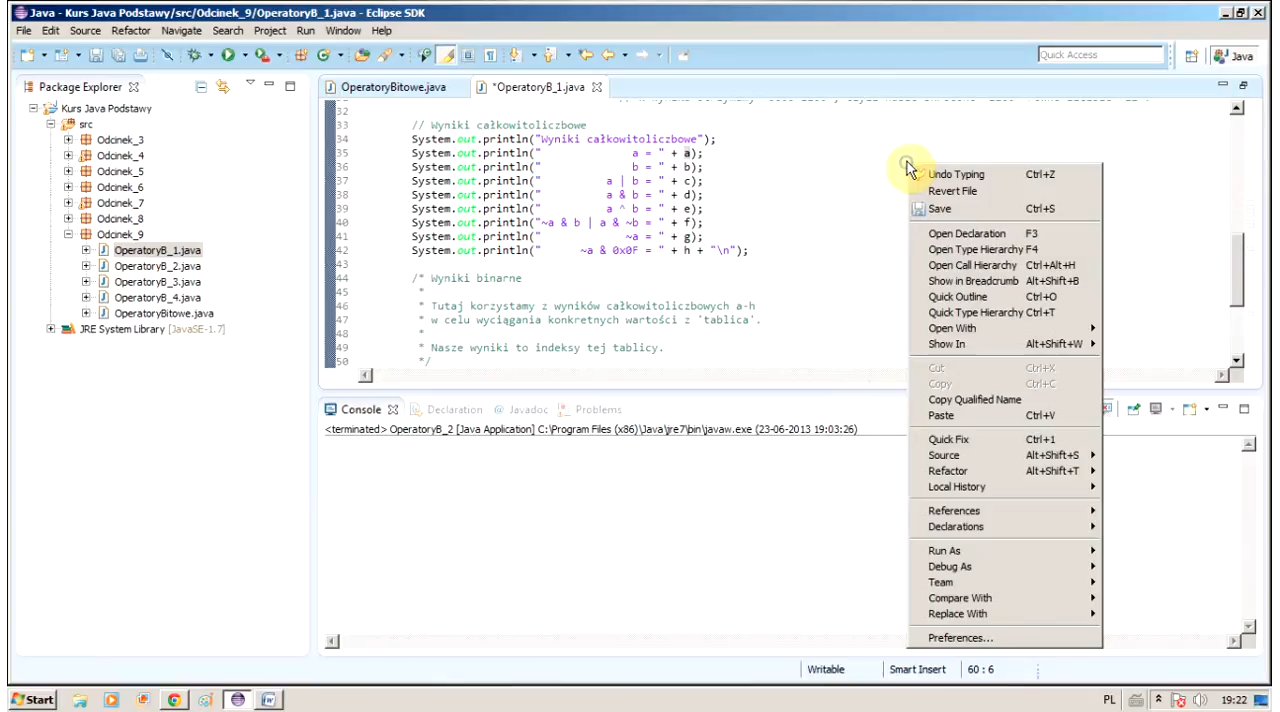 Java - Kurs Java Podstawy/src/Odcinek_9/OperatoryB_1.java - Eclipse SDK
File Edit Source Refactor Navigate Search Project Run Window Help
Quick Access
Java
Package Explorer
OperatoryBitowe.java
*OperatoryB_1.java
Kurs Java Podstawy
src
Odcinek_3
Odcinek_4
Odcinek_5
Odcinek_6
Odcinek_7
Odcinek_8
Odcinek_9
OperatoryB_1.java
OperatoryB_2.java
OperatoryB_3.java
OperatoryB_4.java
OperatoryBitowe.java
JRE System Library [JavaSE-1.7]
32
33 // Wyniki całkowitoliczbowe
34 System.out.println("Wyniki całkowitoliczbowe");
35 System.out.println(" a = " + a);
36 System.out.println(" b = " + b);
37 System.out.println(" a | b = " + c);
38 System.out.println(" a & b = " + d);
39 System.out.println(" a ^ b = " + e);
40 System.out.println("~a & b | a & ~b = " + f);
41 System.out.println(" ~a = " + g);
42 System.out.println(" ~a & 0x0F = " + h + "\n");
43
44 /* Wyniki binarne
45 *
46 * Tutaj korzystamy z wyników całkowitoliczbowych a-h
47 * w celu wyciągania konkretnych wartości z 'tablica'.
48 *
49 * Nasze wyniki to indeksy tej tablicy.
50 */
Undo Typing Ctrl+Z
Revert File
Save Ctrl+S
Open Declaration F3
Open Type Hierarchy F4
Open Call Hierarchy Ctrl+Alt+H
Show in Breadcrumb Alt+Shift+B
Quick Outline Ctrl+O
Quick Type Hierarchy Ctrl+T
Open With
Show In Alt+Shift+W
Cut Ctrl+X
Copy Ctrl+C
Copy Qualified Name
Paste Ctrl+V
Quick Fix Ctrl+1
Source Alt+Shift+S
Refactor Alt+Shift+T
Local History
References
Declarations
Run As
Debug As
Team
Compare With
Replace With
Preferences...
Console Declaration @ Javadoc Problems
<terminated> OperatoryB_2 [Java Application] C:\Program Files (x86)\Java\jre7\bin\javaw.exe (23-06-2013 19:03:26)
Writable Smart Insert 60 : 6
Start
PL 19:22